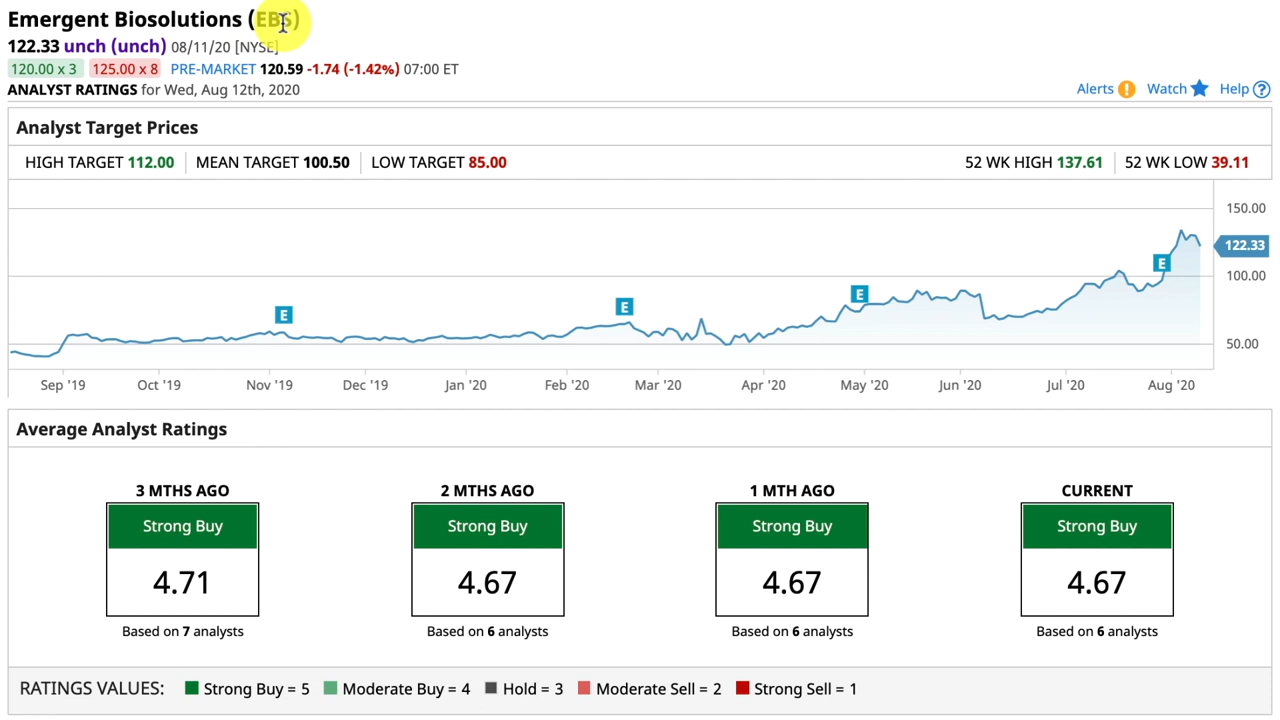 Emergent Biosolutions (EBS)
122.33 unch (unch) 08/11/20 [NYSE]
120.00 x 3 125.00 x 8 PRE-MARKET 120.59 -1.74 (-1.42%) 07:00 ET
ANALYST RATINGS for Wed, Aug 12th, 2020
Alerts Watch Help ?
Analyst Target Prices
HIGH TARGET 112.00 MEAN TARGET 100.50 LOW TARGET 85.00 52 WK HIGH 137.61 52 WK LOW 39.11
150.00
122.33
E
100.00
E
E
E
50.00
Sep '19 Oct '19 Nov '19 Dec '19 Jan '20 Feb '20 Mar '20 Apr '20 May '20 Jun '20 Jul '20 Aug '20
Average Analyst Ratings
3 MTHS AGO 2 MTHS AGO 1 MTH AGO CURRENT
Strong Buy Strong Buy Strong Buy Strong Buy
4.71 4.67 4.67 4.67
Based on 7 analysts Based on 6 analysts Based on 6 analysts Based on 6 analysts
RATINGS VALUES: Strong Buy = 5 Moderate Buy = 4 Hold = 3 Moderate Sell = 2 Strong Sell = 1